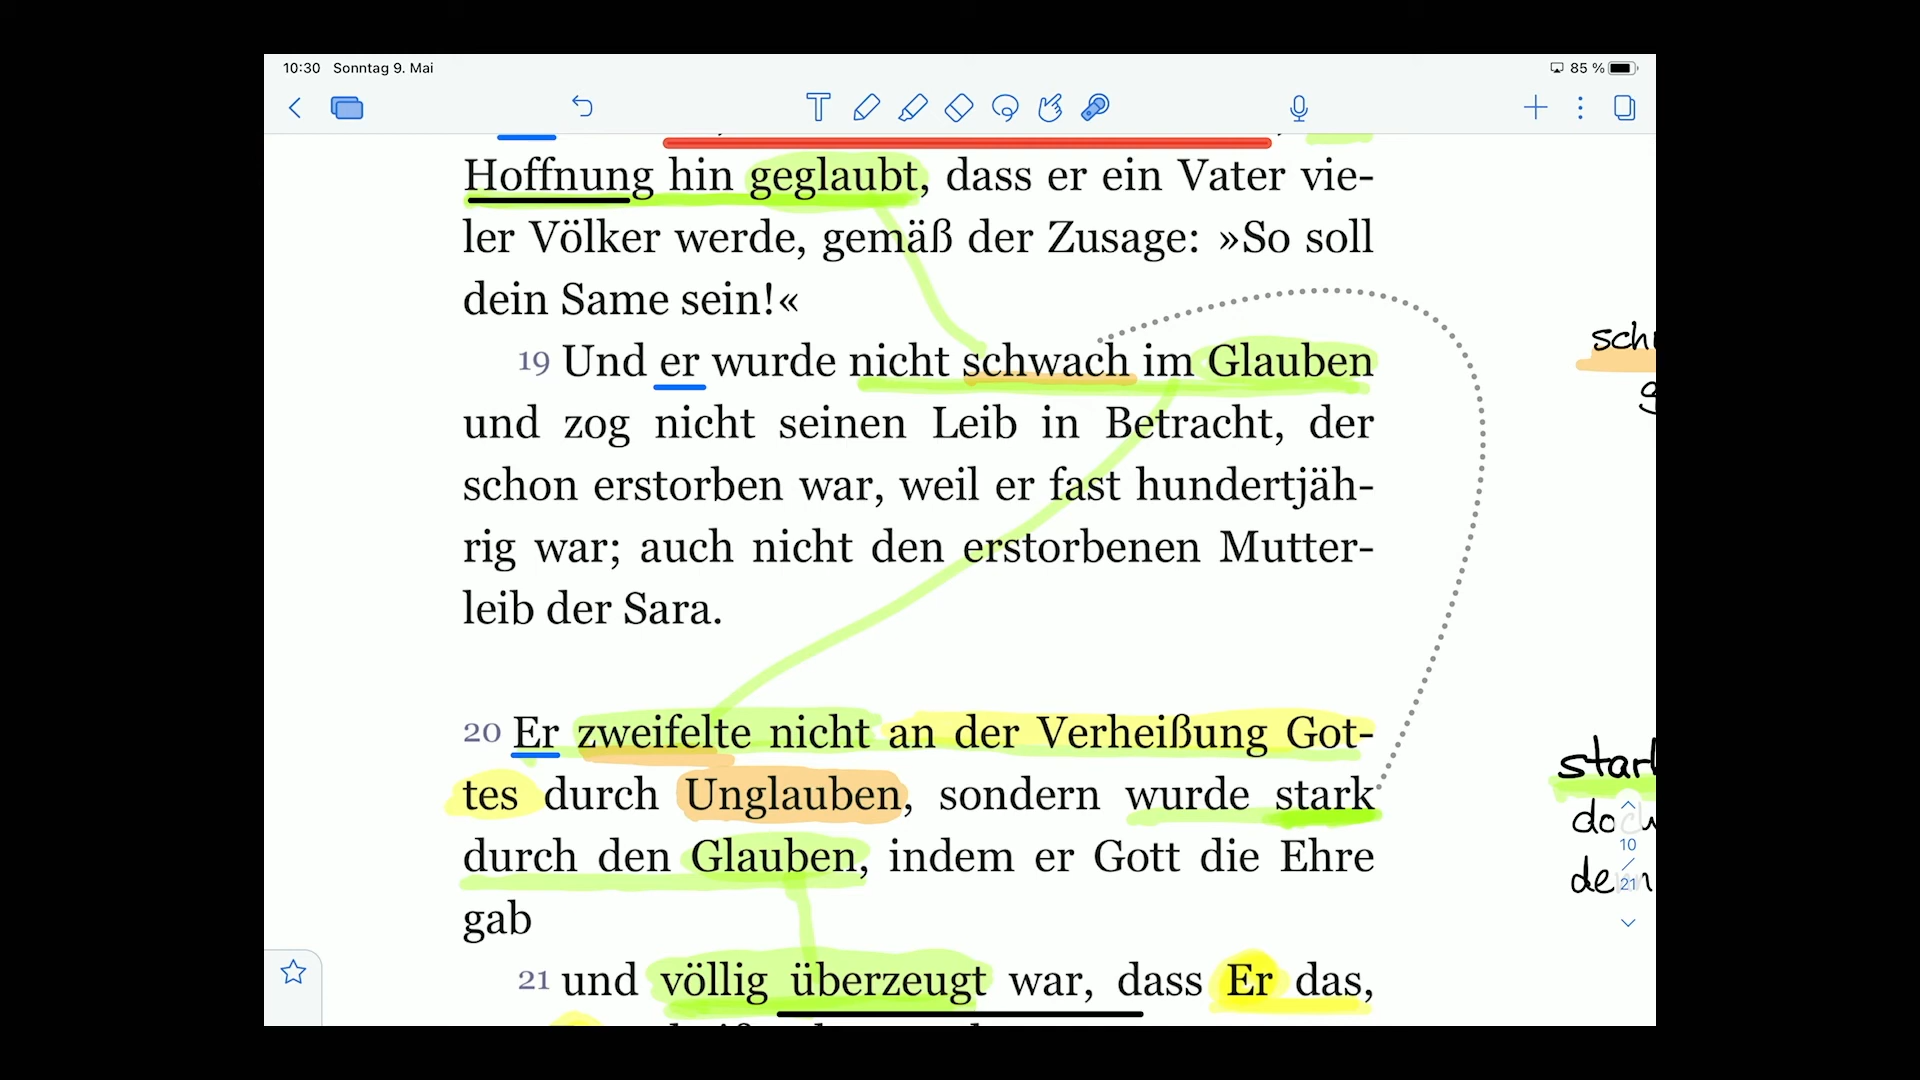 10:30 Sonntag 9. Mai
85 %
Hoffnung hin geglaubt, dass er ein Vater vie-
ler Völker werde, gemäß der Zusage: »So soll
dein Same sein!«
19 Und er wurde nicht schwach im Glauben
und zog nicht seinen Leib in Betracht, der
schon erstorben war, weil er fast hundertjäh-
rig war; auch nicht den erstorbenen Mutter-
leib der Sara.
20 Er zweifelte nicht an der Verheißung Got-
tes durch Unglauben, sondern wurde stark
durch den Glauben, indem er Gott die Ehre
gab
21 und völlig überzeugt war, dass Er das,
10
/
21